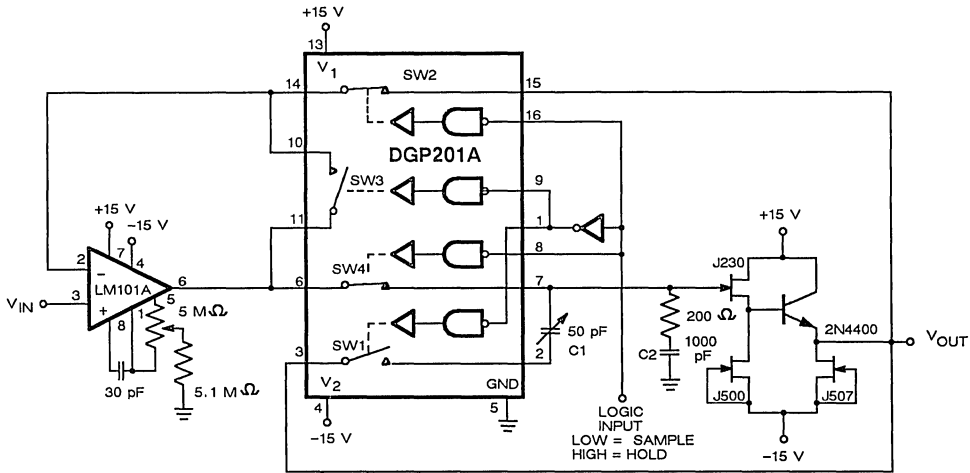 +15 V
13
V1
14
SW2
15
16
10
DGP201A
SW3
9
11
1
8
+15 V
-15 V
+15 V
7
4
2
−
LM101A
6
SW4
6
7
J230
VIN
3
+
5
8
1
5 MΩ
50 pF
C1
200 Ω
2N4400
VOUT
SW1
3
2
C2
1000
pF
30 pF
5.1 MΩ
V2
GND
4
5
J500
J507
-15 V
-15 V
LOGIC
INPUT
LOW = SAMPLE
HIGH = HOLD